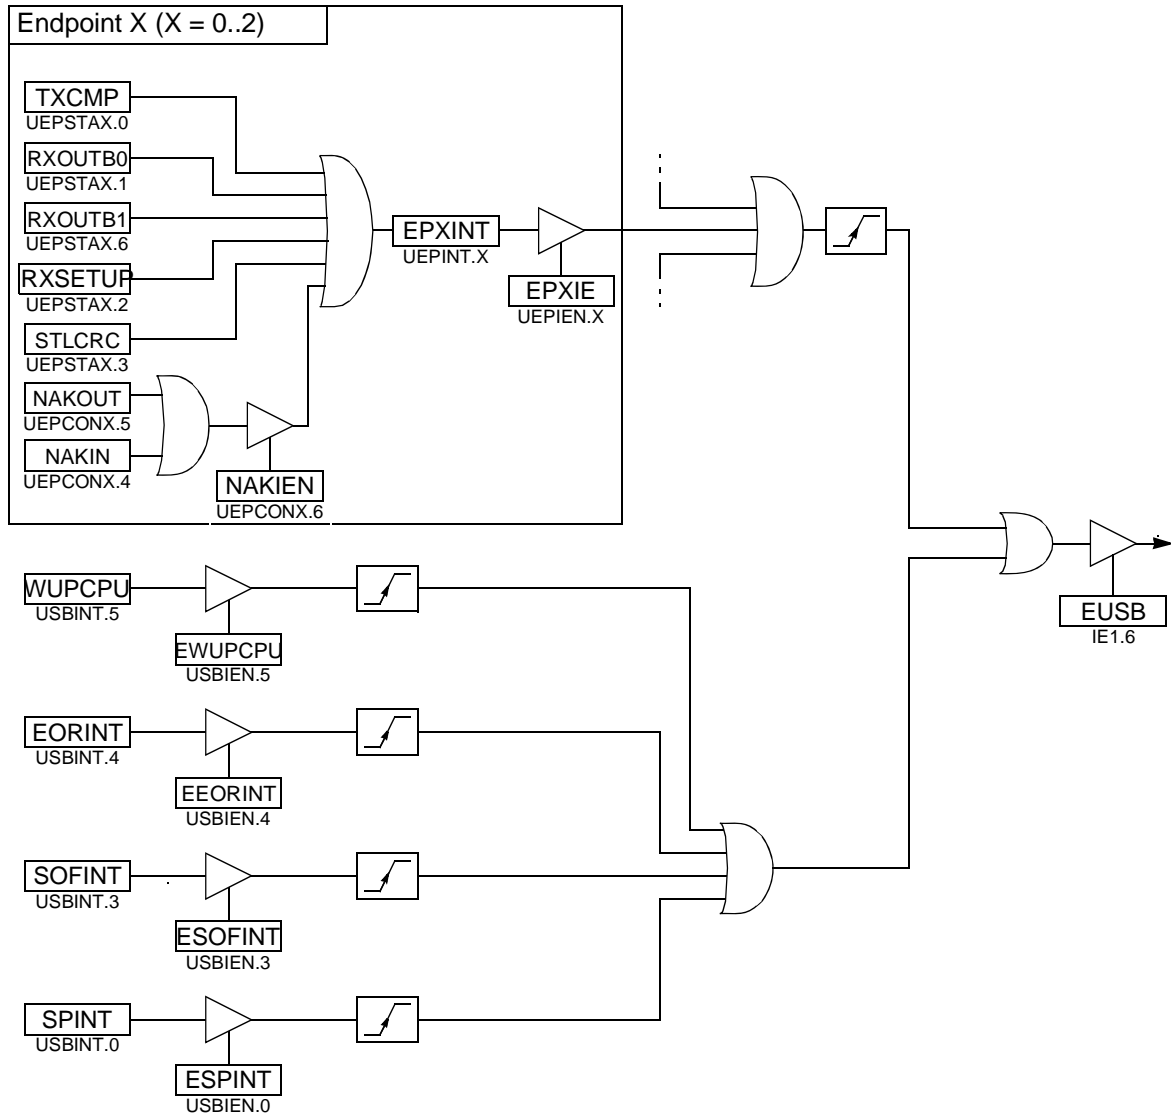 Endpoint X (X = 0..2)
TXCMP
UEPSTAX.0
RXOUTB0
UEPSTAX.1
RXOUTB1
UEPSTAX.6
RXSETUP
UEPSTAX.2
STLCRC
UEPSTAX.3
NAKOUT
UEPCONX.5
NAKIN
UEPCONX.4
NAKIEN
UEPCONX.6
EPXINT
UEPINT.X
EPXIE
UEPIEN.X
EUSB
IE1.6
WUPCPU
USBINT.5
EWUPCPU
USBIEN.5
EORINT
USBINT.4
EEORINT
USBIEN.4
SOFINT
USBINT.3
ESOFINT
USBIEN.3
SPINT
USBINT.0
ESPINT
USBIEN.0